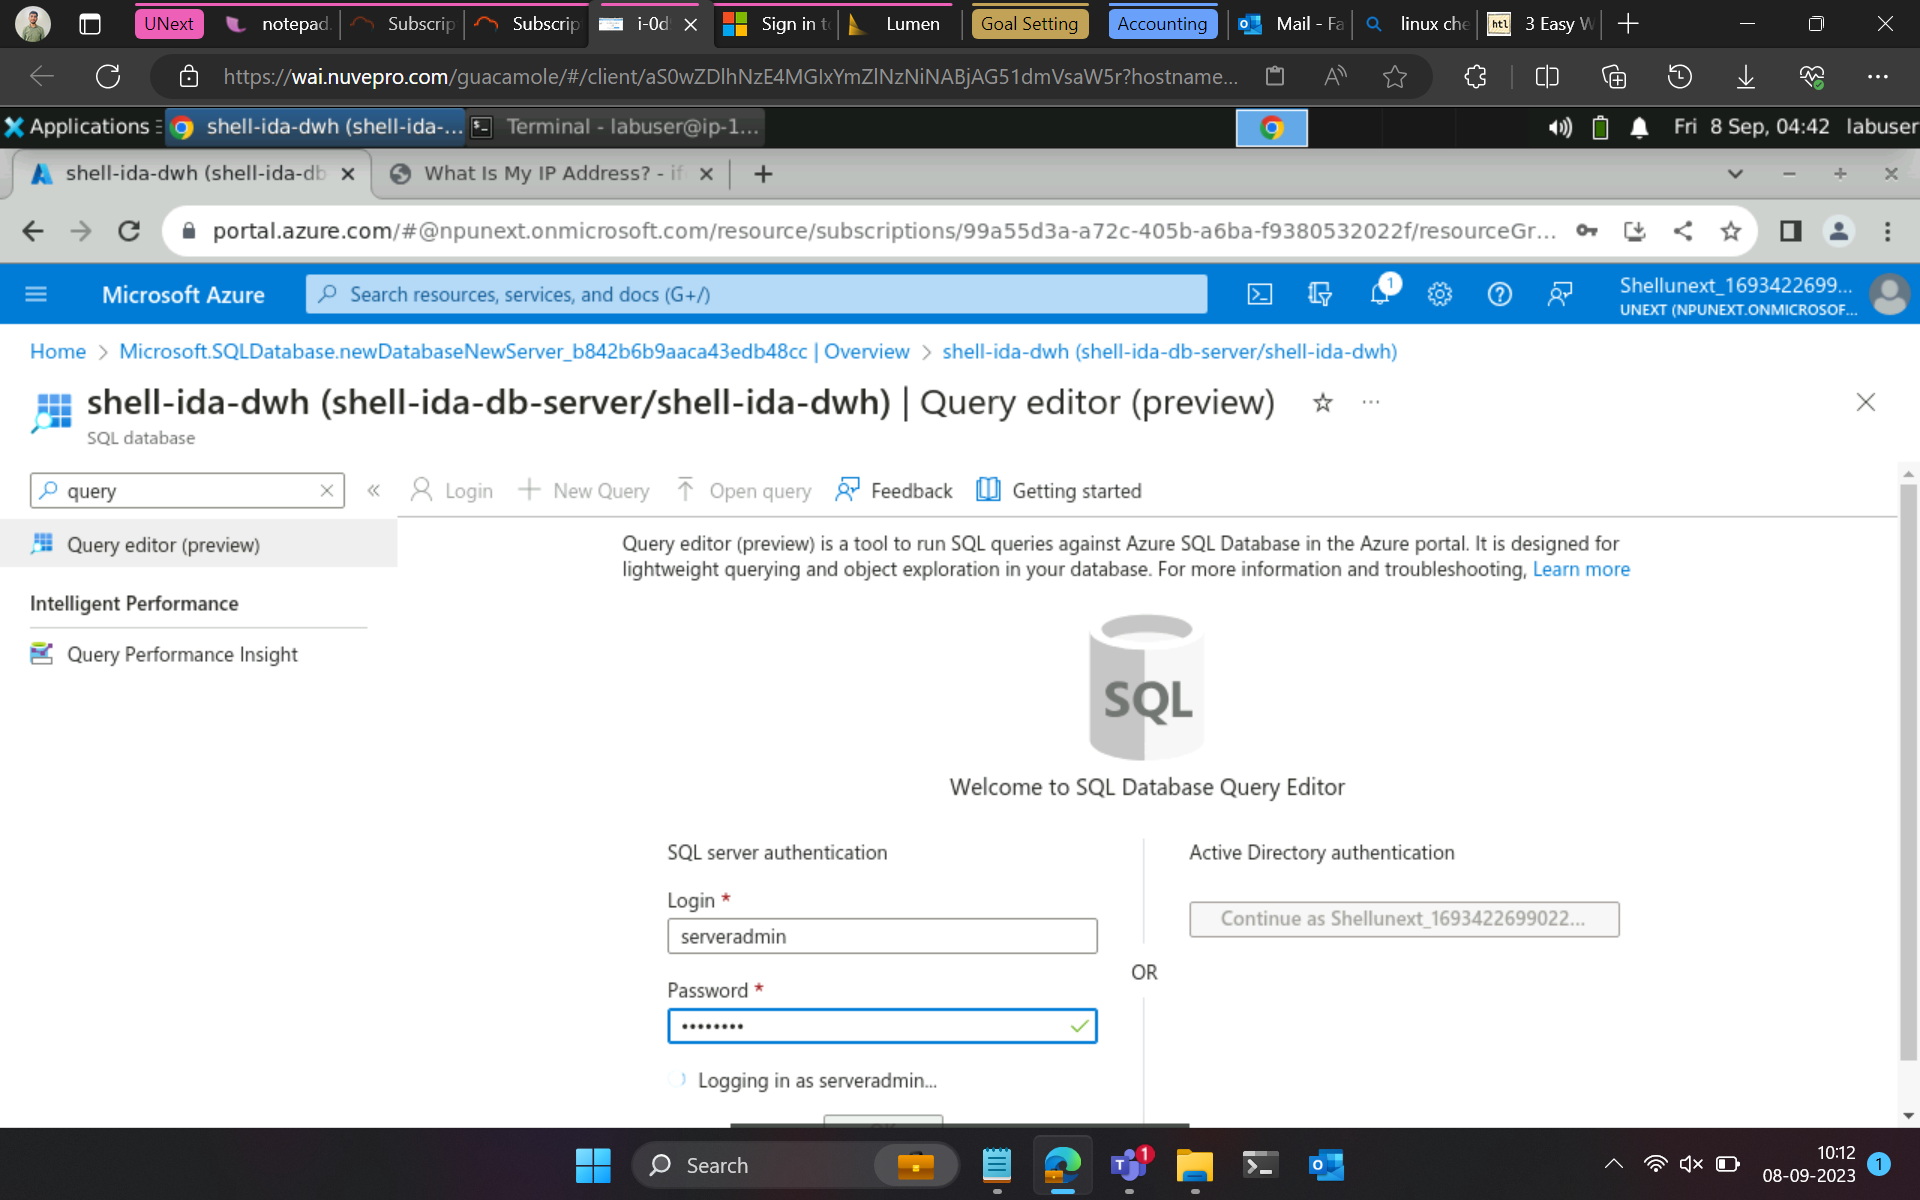 UNext
notepad.
Subscrip
Subscrip
i-0d
Sign in t
Lumen
Goal Setting
Accounting
Mail - Fa
linux che
htl
3 Easy W
https://wai.nuvepro.com/guacamole/#/client/aS0wZDlhNzE4MGIxYmZlNzNiNABjAG51dmVsaW5r?hostname...
Applications
shell-ida-dwh (shell-ida-...
Terminal - labuser@ip-1...
Fri 8 Sep, 04:42
labuser
shell-ida-dwh (shell-ida-db
What Is My IP Address? - if
portal.azure.com/#@npunext.onmicrosoft.com/resource/subscriptions/99a55d3a-a72c-405b-a6ba-f9380532022f/resourceGr...
Microsoft Azure
Search resources, services, and docs (G+/)
1
Shellunext_1693422699...
UNEXT (NPUNEXT.ONMICROSOF...
Home > Microsoft.SQLDatabase.newDatabaseNewServer_b842b6b9aaca43edb48cc | Overview > shell-ida-dwh (shell-ida-db-server/shell-ida-dwh)
shell-ida-dwh (shell-ida-db-server/shell-ida-dwh) | Query editor (preview)
SQL database
query
Login
New Query
Open query
Feedback
Getting started
Query editor (preview)
Intelligent Performance
Query Performance Insight
Query editor (preview) is a tool to run SQL queries against Azure SQL Database in the Azure portal. It is designed for
lightweight querying and object exploration in your database. For more information and troubleshooting, Learn more
SQL
Welcome to SQL Database Query Editor
SQL server authentication
Login *
serveradmin
Password *
••••••••
Logging in as serveradmin...
OR
Active Directory authentication
Continue as Shellunext_1693422699022...
Search
1
10:12
08-09-2023
1